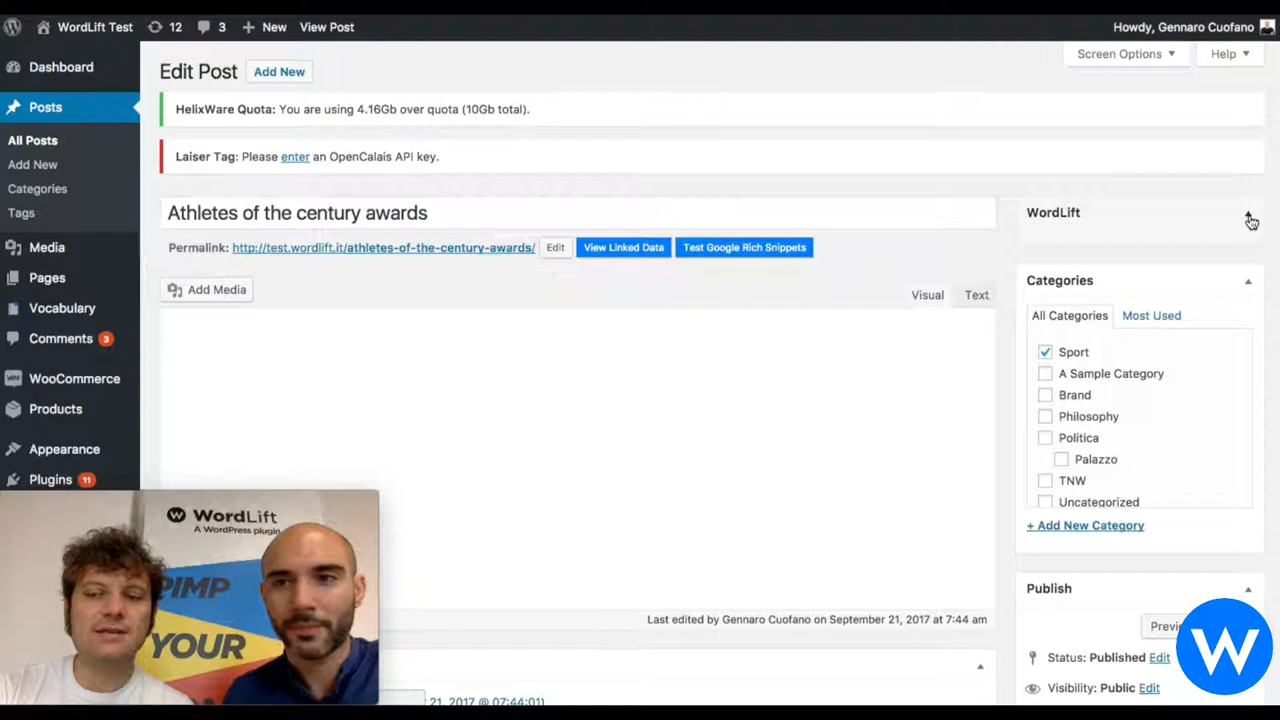 WordLift Test 12 3 New View Post Howdy, Gennaro Cuofano
Screen Options Help
Dashboard
Posts
All Posts
Add New
Categories
Tags
Media
Pages
Vocabulary
Comments 3
WooCommerce
Products
Appearance
Plugins 11
Edit Post Add New
HelixWare Quota: You are using 4.16Gb over quota (10Gb total).
Laiser Tag: Please enter an OpenCalais API key.
Athletes of the century awards
Permalink: http://test.wordlift.it/athletes-of-the-century-awards/ Edit View Linked Data Test Google Rich Snippets
Add Media
Visual Text
Last edited by Gennaro Cuofano on September 21, 2017 at 7:44 am
21, 2017 @ 07:44:01)
WordLift
Categories
All Categories Most Used
Sport
A Sample Category
Brand
Philosophy
Politica
Palazzo
TNW
Uncategorized
+ Add New Category
Publish
Previ
Status: Published Edit
Visibility: Public Edit
W
WordLift
A WordPress plugin
PIMP
YOUR